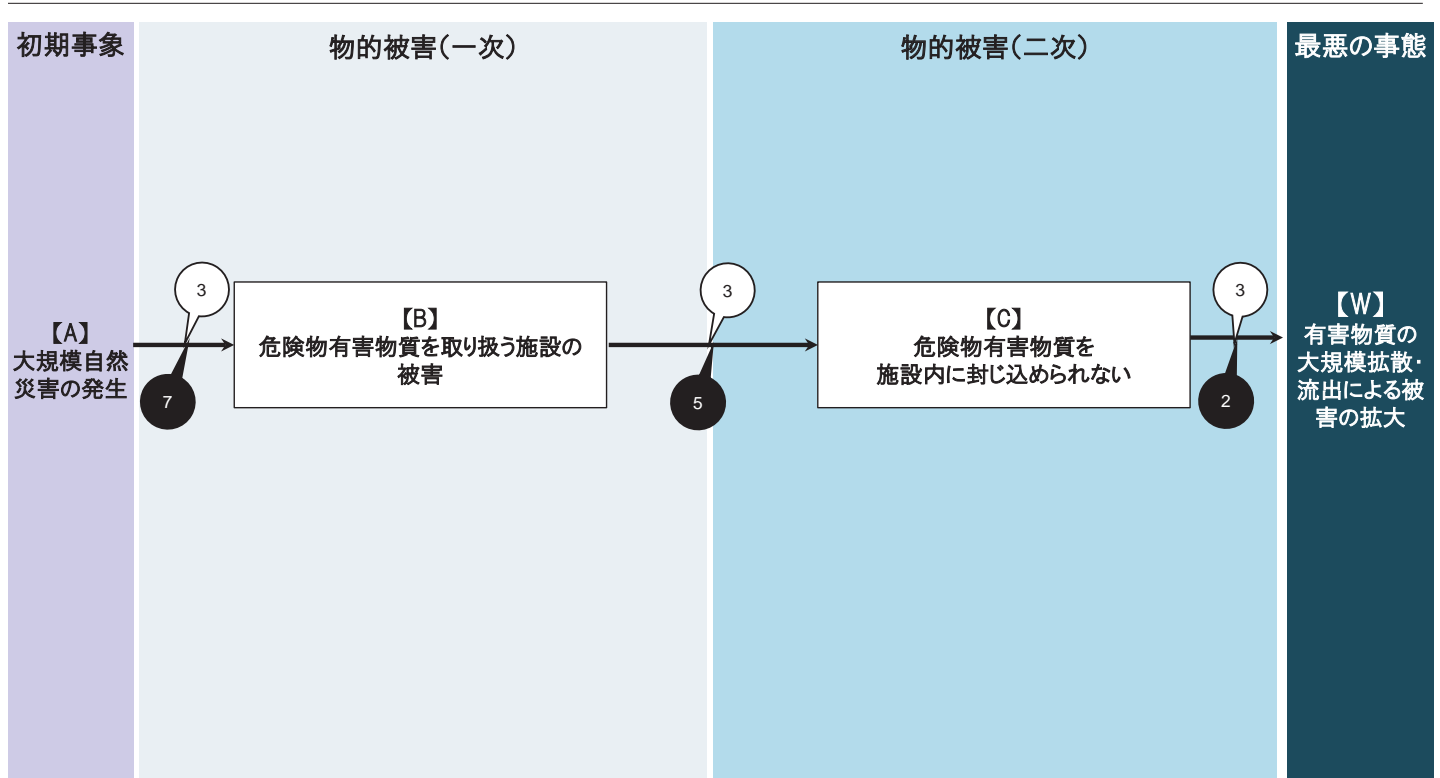 初期事象
物的被害(一次)
物的被害(二次)
最悪の事態
【A】
大規模自然
災害の発生
3
7
【B】
危険物有害物質を取り扱う施設の
被害
3
5
【C】
危険物有害物質を
施設内に封じ込められない
3
2
【W】
有害物質の
大規模拡散・
流出による被
害の拡大